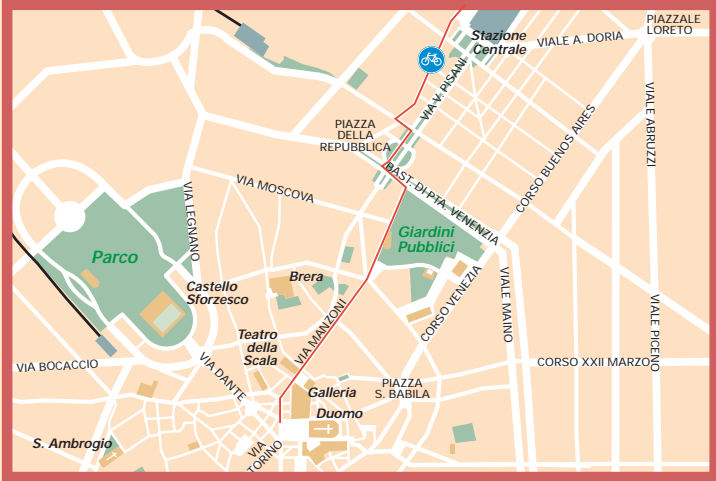 PIAZZALE
LORETO
Stazione
Centrale
VIALE A. DORIA
VIA V. PISANI
VIALE ABRUZZI
CORSO BUENOS AIRES
PIAZZA
DELLA
REPUBBLICA
BAST. DI PTA. VENENZIA
VIA MOSCOVA
VIA LEGNANO
Giardini
Pubblici
Parco
Castello
Sforzesco
Brera
CORSO VENEZIA
VIALE MAINO
VIALE PICENO
VIA MANZONI
Teatro
della
Scala
VIA BOCACCIO
VIA DANTE
CORSO XXII MARZO
PIAZZA
S. BABILA
Galleria
Duomo
S. Ambrogio
VIA
TORINO